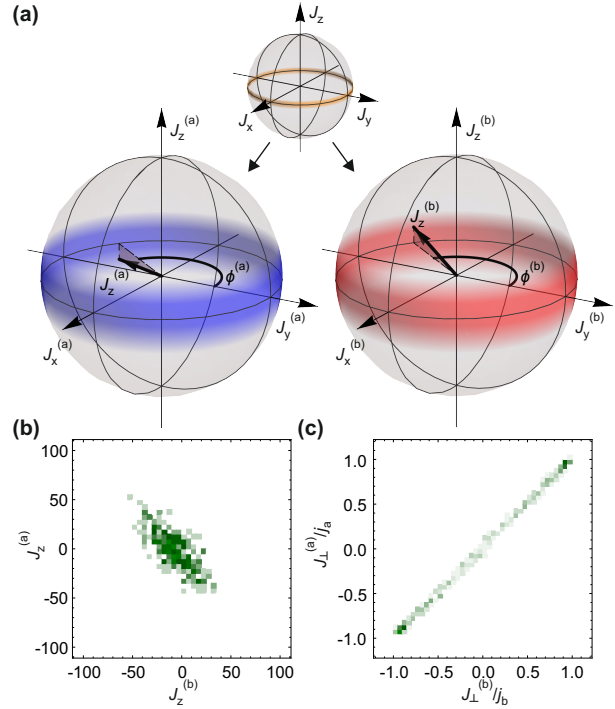 (a)
J_z
J_x
J_y
J_z^(a)
J_z^(b)
J_z^(a)
ϕ^(a)
J_x^(a)
J_y^(a)
J_z^(b)
ϕ^(b)
J_x^(b)
J_y^(b)
(b)
100
50
0
-50
-100
J_z^(a)
-100
-50
0
50
100
J_z^(b)
(c)
1.0
0.5
0.0
-0.5
-1.0
J_⊥^(a)/j_a
-1.0
-0.5
0.0
0.5
1.0
J_⊥^(b)/j_b